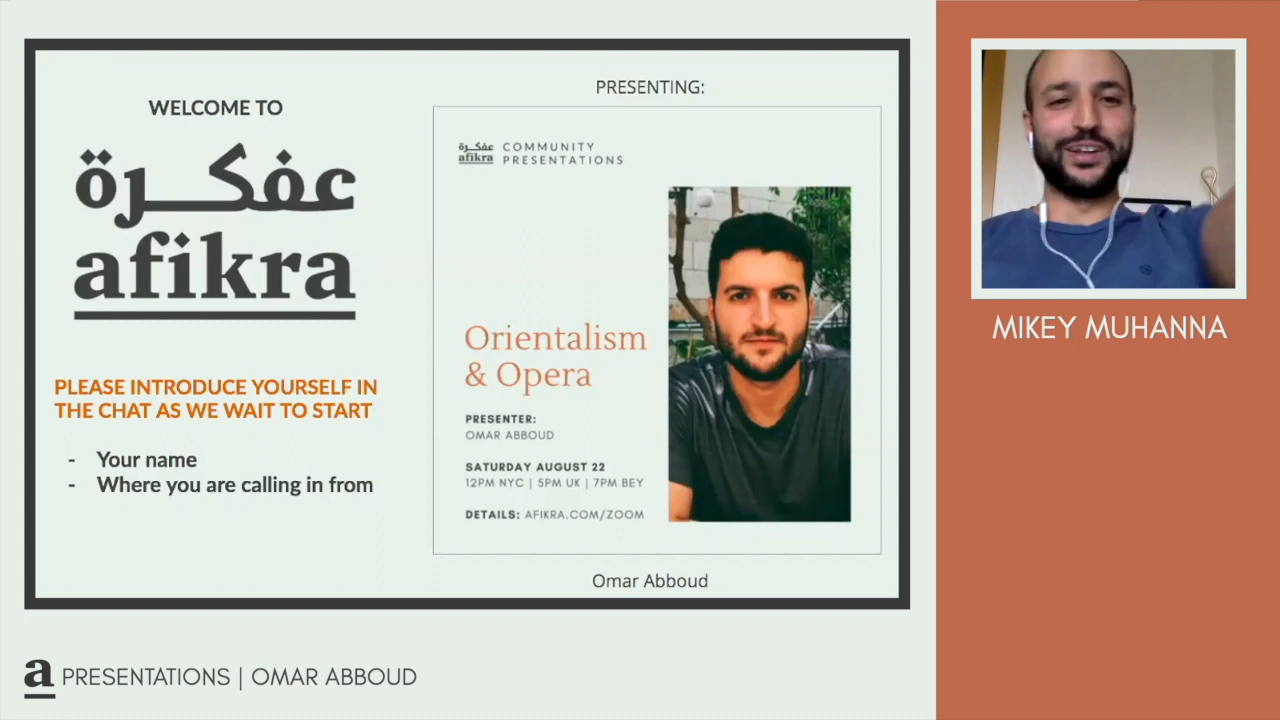 WELCOME TO
عفكرة
afikra
PLEASE INTRODUCE YOURSELF IN
THE CHAT AS WE WAIT TO START
- Your name
- Where you are calling in from
PRESENTING:
عفكرة
afikra
COMMUNITY
PRESENTATIONS
Orientalism
& Opera
PRESENTER:
OMAR ABBOUD
SATURDAY AUGUST 22
12PM NYC | 5PM UK | 7PM BEY
DETAILS: AFIKRA.COM/ZOOM
Omar Abboud
MIKEY MUHANNA
a PRESENTATIONS | OMAR ABBOUD